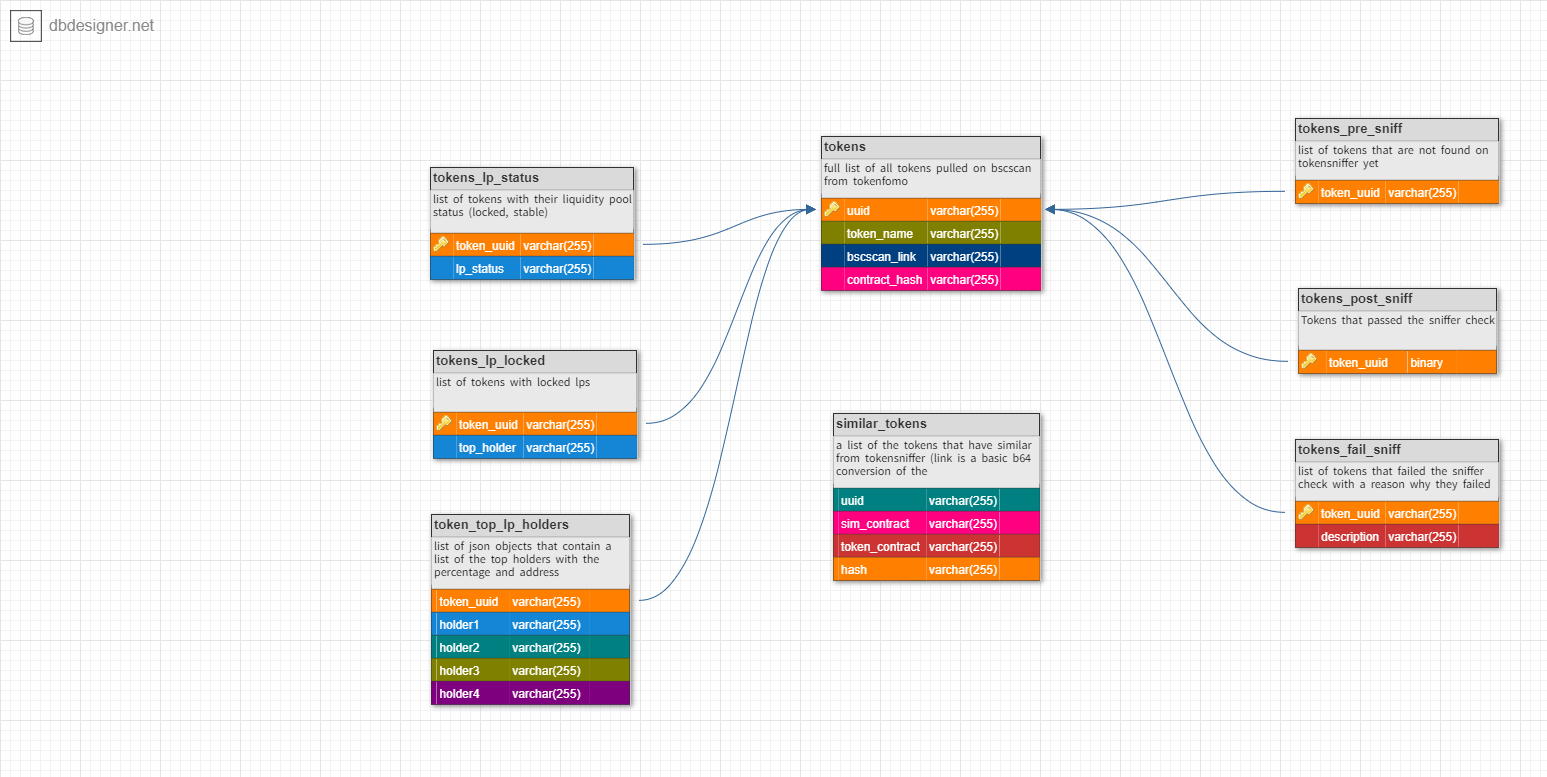 dbdesigner.net
tokens_lp_status
list of tokens with their liquidity pool
status (locked, stable)
token_uuid varchar(255)
lp_status varchar(255)
tokens_lp_locked
list of tokens with locked lps
token_uuid varchar(255)
top_holder varchar(255)
token_top_lp_holders
list of json objects that contain a
list of the top holders with the
percentage and address
token_uuid varchar(255)
holder1 varchar(255)
holder2 varchar(255)
holder3 varchar(255)
holder4 varchar(255)
tokens
full list of all tokens pulled on bscscan
from tokenfomo
uuid varchar(255)
token_name varchar(255)
bscscan_link varchar(255)
contract_hash varchar(255)
similar_tokens
a list of the tokens that have similar
from tokensniffer (link is a basic b64
conversion of the
uuid varchar(255)
sim_contract varchar(255)
token_contract varchar(255)
hash varchar(255)
tokens_pre_sniff
list of tokens that are not found on
tokensniffer yet
token_uuid varchar(255)
tokens_post_sniff
Tokens that passed the sniffer check
token_uuid binary
tokens_fail_sniff
list of tokens that failed the sniffer
check with a reason why they failed
token_uuid varchar(255)
description varchar(255)